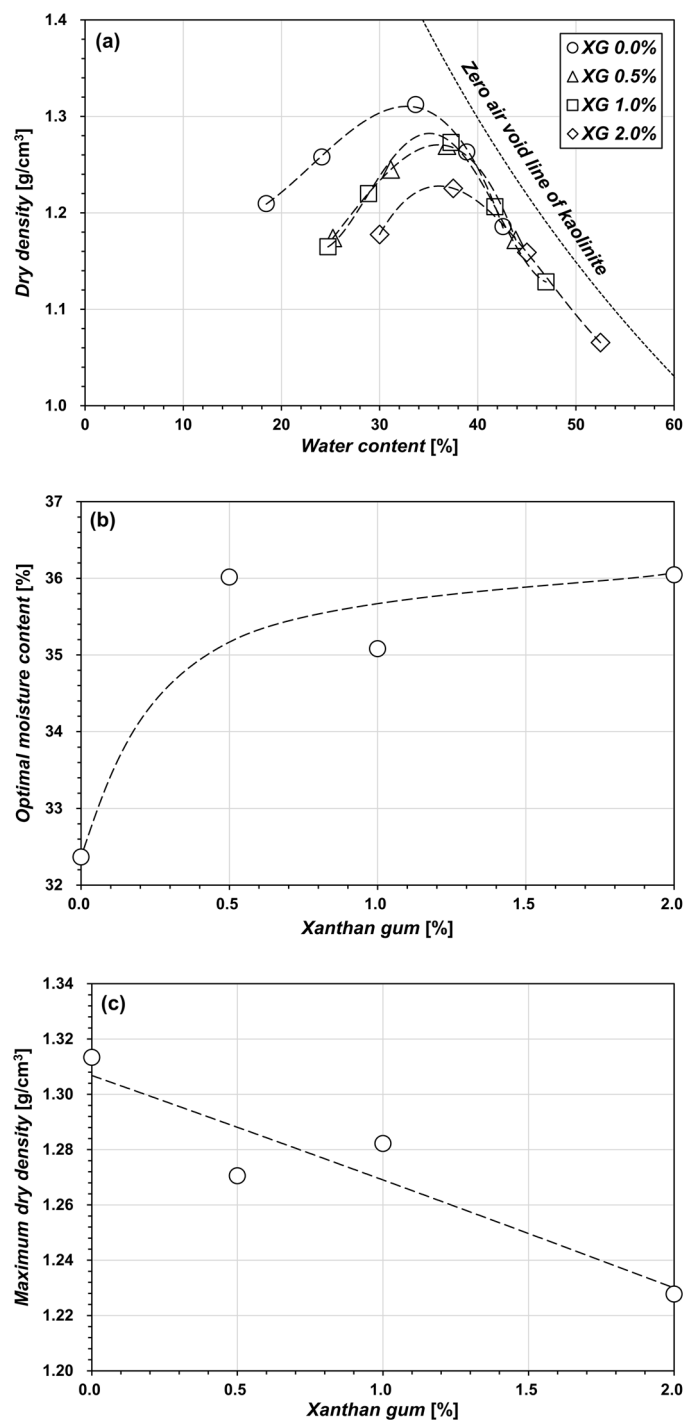 (a)
XG 0.0%
XG 0.5%
XG 1.0%
XG 2.0%
Zero air void line of kaolinite
Dry density [g/cm³]
1.4
1.3
1.2
1.1
1.0
0 10 20 30 40 50 60
Water content [%]
(b)
Optimal moisture content [%]
37
36
35
34
33
32
0.0 0.5 1.0 1.5 2.0
Xanthan gum [%]
(c)
Maximum dry density [g/cm³]
1.34
1.32
1.30
1.28
1.26
1.24
1.22
1.20
0.0 0.5 1.0 1.5 2.0
Xanthan gum [%]